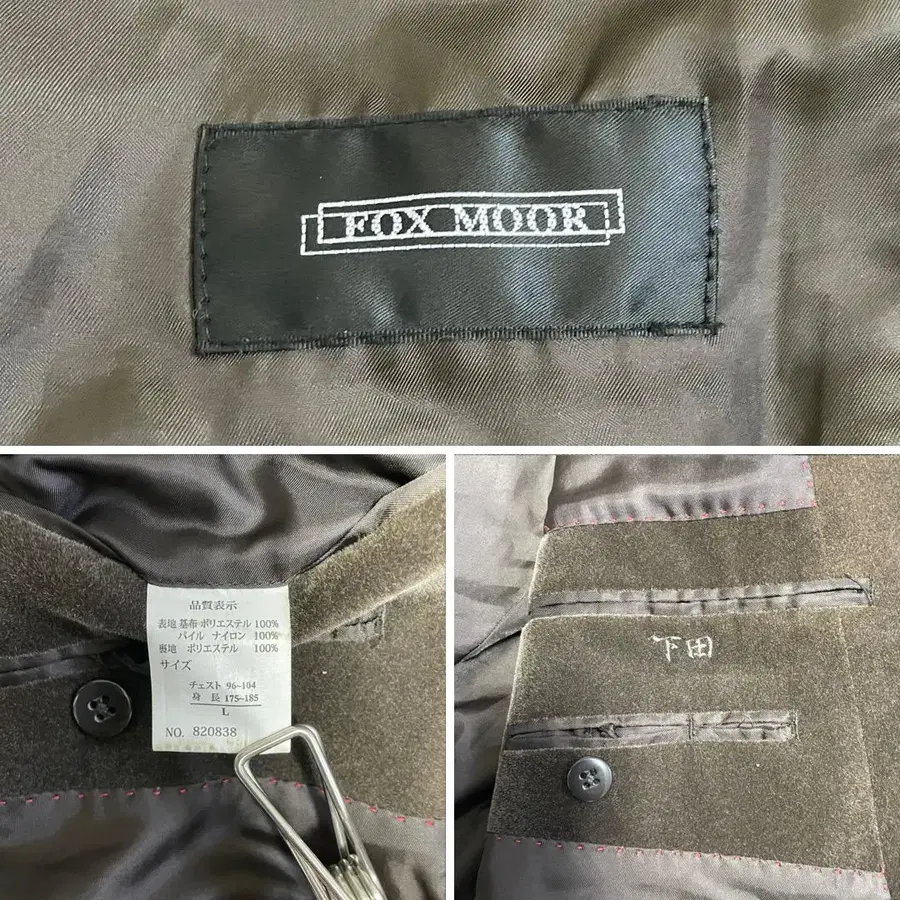 FOX MOOR
品質表示
表地 基布 ポリエステル 100%
パイル ナイロン 100%
裏地 ポリエステル 100%
サイズ
チェスト 96~104
身長 175~185
L
NO. 820838
下田